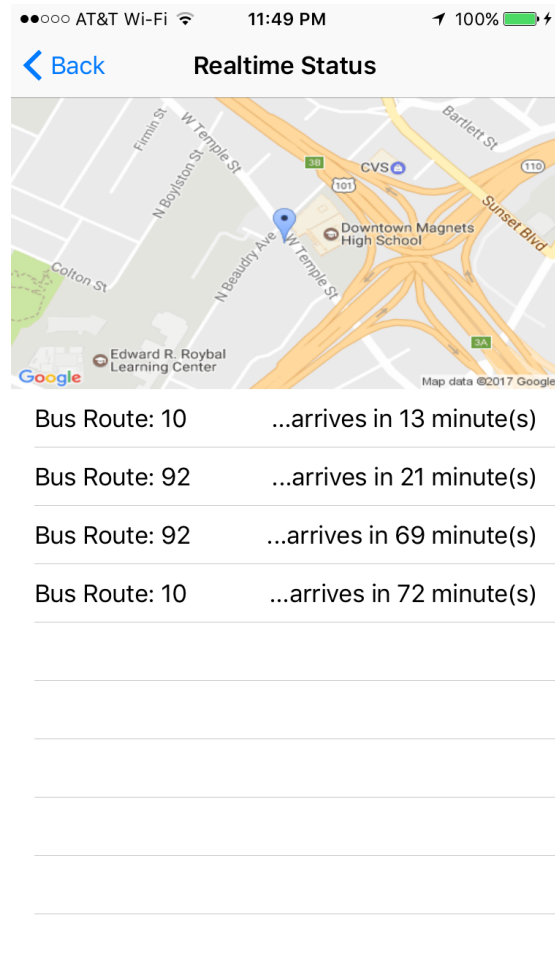 AT&T Wi-Fi 11:49 PM 100%
Back Realtime Status
Firmin St
W Temple St
Bartlett St
N Boylston St
3B
CVS
101
110
Sunset Blvd
Downtown Magnets
High School
N Beaudry Ave
W Temple St
Colton St
3A
Edward R. Roybal
Learning Center
Google
Map data ©2017 Google
Bus Route: 10 ...arrives in 13 minute(s)
Bus Route: 92 ...arrives in 21 minute(s)
Bus Route: 92 ...arrives in 69 minute(s)
Bus Route: 10 ...arrives in 72 minute(s)